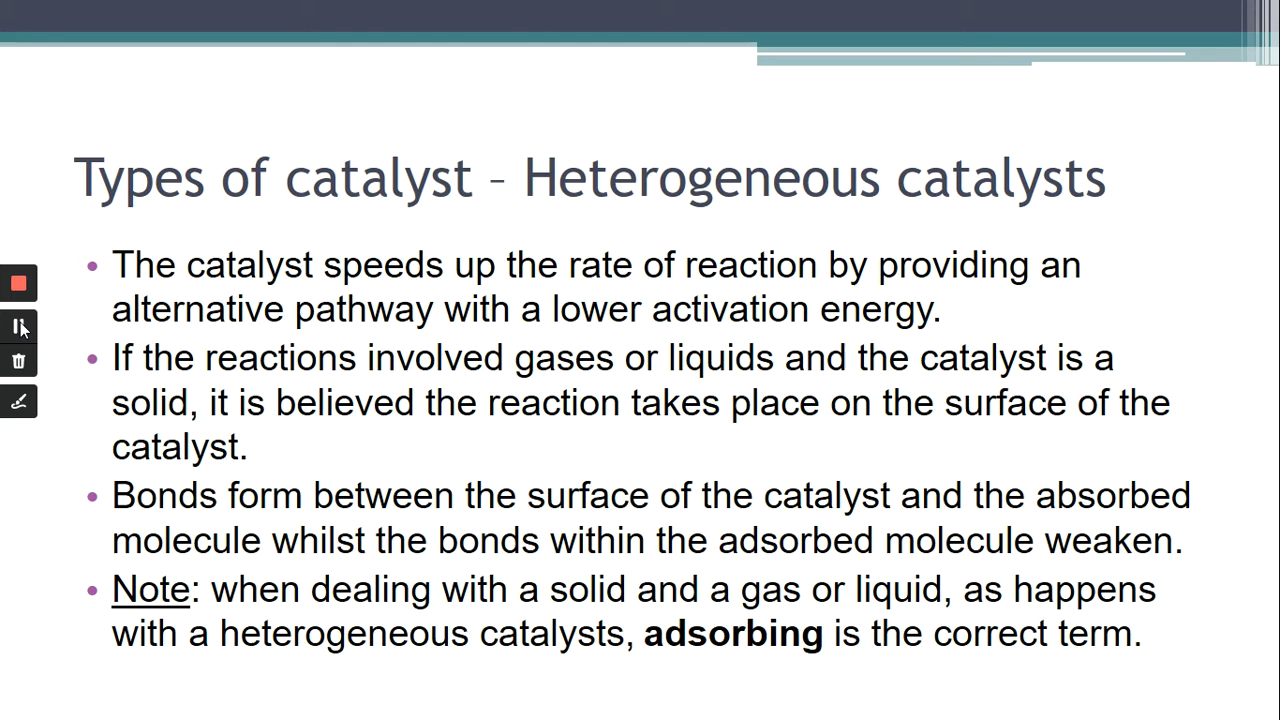 Types of catalyst – Heterogeneous catalysts
• The catalyst speeds up the rate of reaction by providing an
alternative pathway with a lower activation energy.
• If the reactions involved gases or liquids and the catalyst is a
solid, it is believed the reaction takes place on the surface of the
catalyst.
• Bonds form between the surface of the catalyst and the absorbed
molecule whilst the bonds within the adsorbed molecule weaken.
• Note: when dealing with a solid and a gas or liquid, as happens
with a heterogeneous catalysts, adsorbing is the correct term.